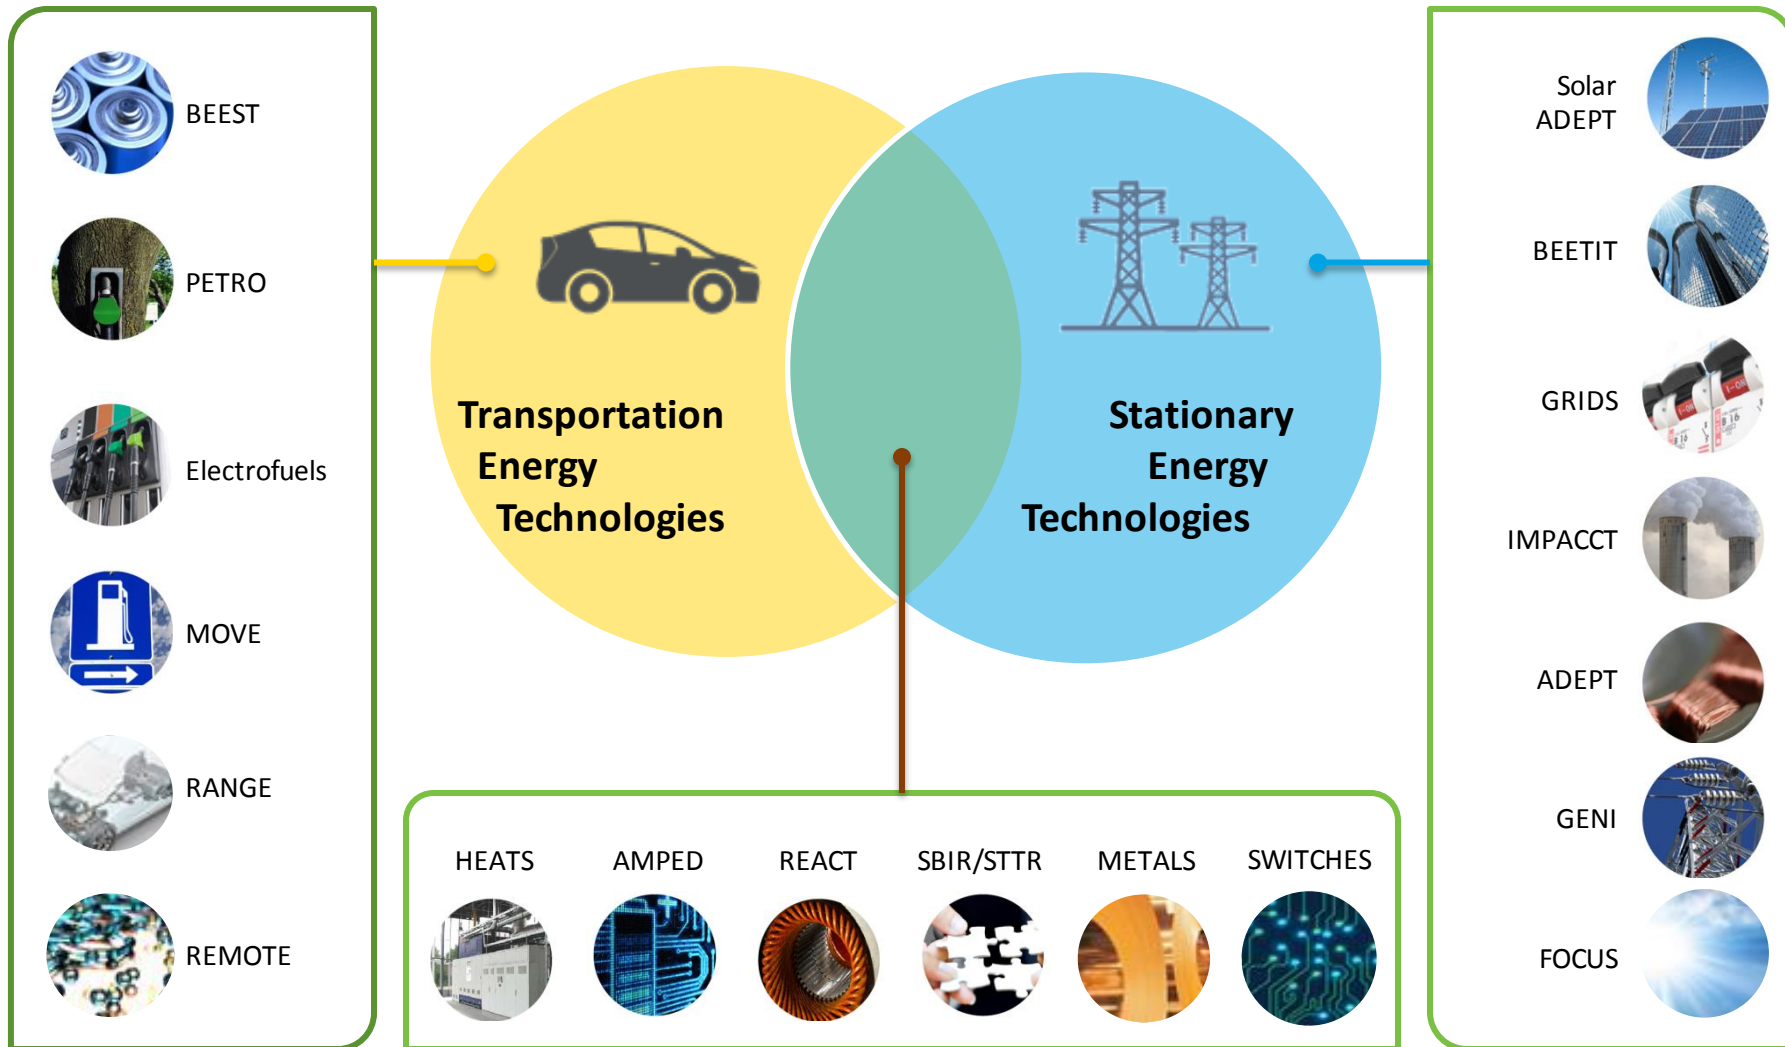 BEEST
PETRO
Electrofuels
MOVE
RANGE
REMOTE
Transportation
Energy
Technologies
Stationary
Energy
Technologies
HEATS
AMPED
REACT
SBIR/STTR
METALS
SWITCHES
Solar
ADEPT
BEETIT
GRIDS
IMPACCT
ADEPT
GENI
FOCUS